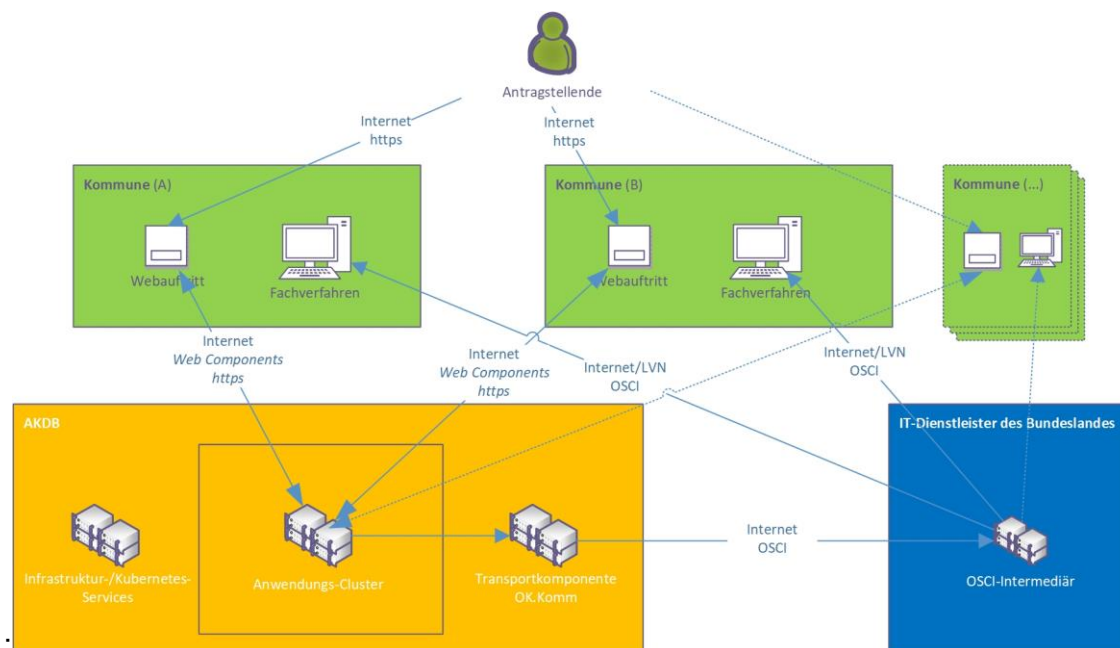 Antragstellende
Internet
https
Internet
https
Kommune (A)
Webauftritt
Fachverfahren
Kommune (B)
Webauftritt
Fachverfahren
Kommune (...)
Internet
Web Components
https
Internet
Web Components
https
Internet/LVN
OSCI
Internet/LVN
OSCI
AKDB
Infrastruktur-/Kubernetes-
Services
Anwendungs-Cluster
Transportkomponente
OK.Komm
Internet
OSCI
IT-Dienstleister des Bundeslandes
OSCI-Intermediär
.